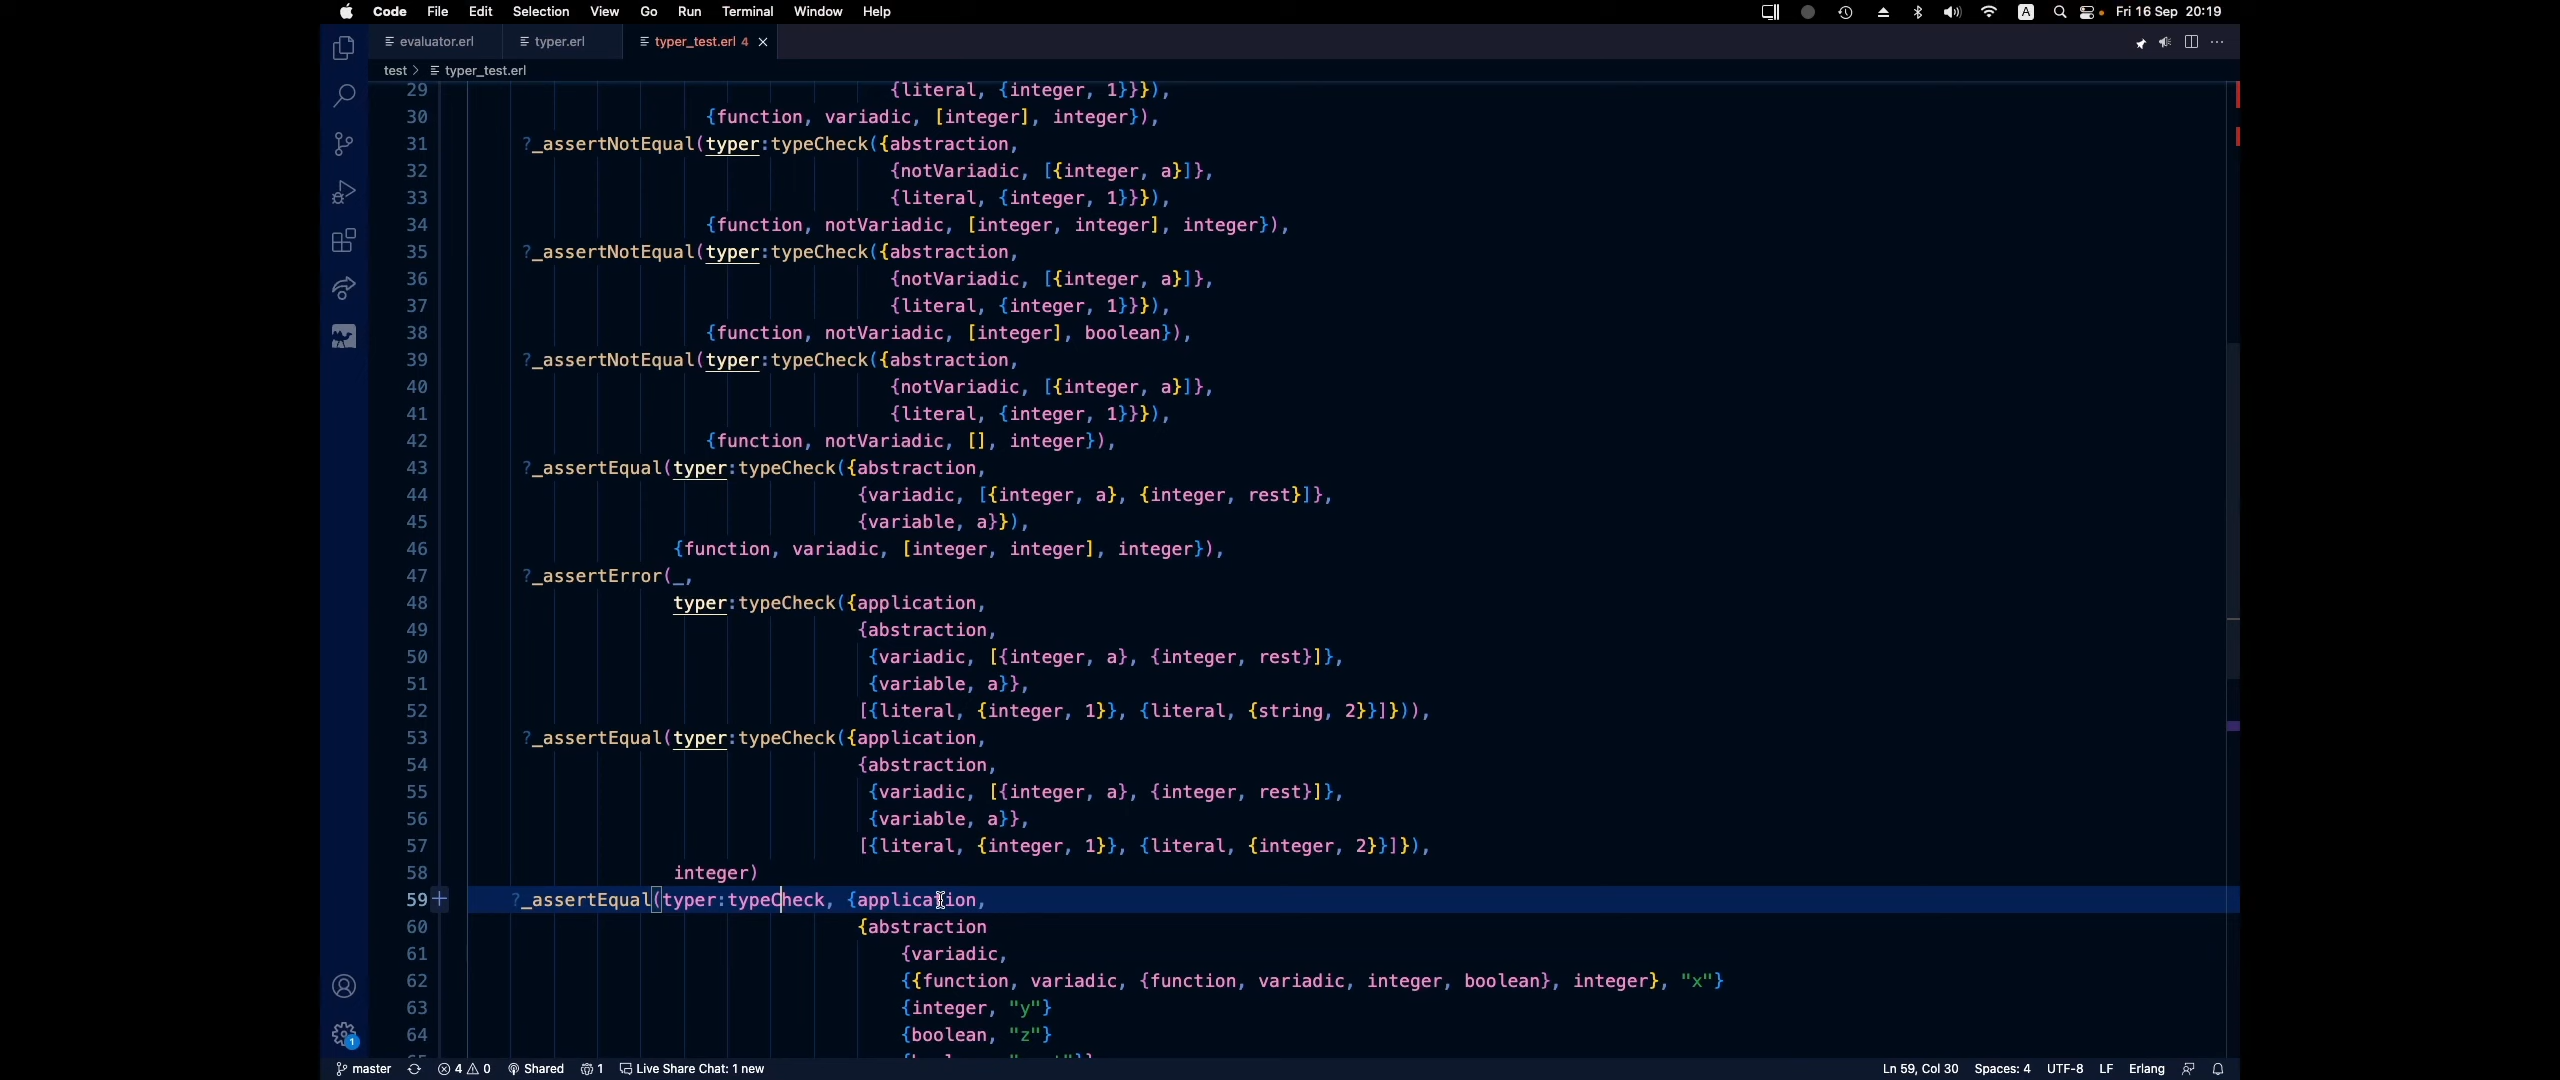 Code File Edit Selection View Go Run Terminal Window Help A Fri 16 Sep 20:19
evaluator.erl typer.erl typer_test.erl 4
test > typer_test.erl
29 {literal, {integer, 1}}}),
30 {function, variadic, [integer], integer}),
31 ?_assertNotEqual(typer:typeCheck({abstraction,
32 {notVariadic, [{integer, a}]},
33 {literal, {integer, 1}}}),
34 {function, notVariadic, [integer, integer], integer}),
35 ?_assertNotEqual(typer:typeCheck({abstraction,
36 {notVariadic, [{integer, a}]},
37 {literal, {integer, 1}}}),
38 {function, notVariadic, [integer], boolean}),
39 ?_assertNotEqual(typer:typeCheck({abstraction,
40 {notVariadic, [{integer, a}]},
41 {literal, {integer, 1}}}),
42 {function, notVariadic, [], integer}),
43 ?_assertEqual(typer:typeCheck({abstraction,
44 {variadic, [{integer, a}, {integer, rest}]},
45 {variable, a}}),
46 {function, variadic, [integer, integer], integer}),
47 ?_assertError(_,
48 typer:typeCheck({application,
49 {abstraction,
50 {variadic, [{integer, a}, {integer, rest}]},
51 {variable, a}},
52 [{literal, {integer, 1}}, {literal, {string, 2}}]})),
53 ?_assertEqual(typer:typeCheck({application,
54 {abstraction,
55 {variadic, [{integer, a}, {integer, rest}]},
56 {variable, a}},
57 [{literal, {integer, 1}}, {literal, {integer, 2}}]}),
58 integer)
59 ?_assertEqual(typer:typeCheck, {application,
60 {abstraction
61 {variadic,
62 {{function, variadic, {function, variadic, integer, boolean}, integer}, "x"}
63 {integer, "y"}
64 {boolean, "z"}
1 master 4 0 Shared 1 Live Share Chat: 1 new Ln 59, Col 30 Spaces: 4 UTF-8 LF Erlang